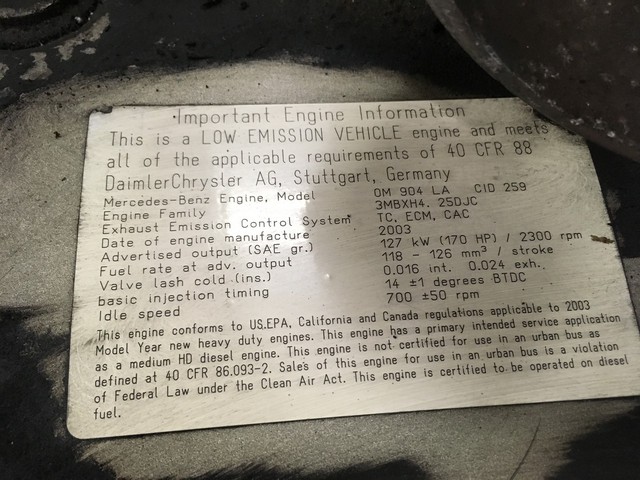 Important Engine Information
This is a LOW EMISSION VEHICLE engine and meets
all of the applicable requirements of 40 CFR 88
DaimlerChrysler AG, Stuttgart, Germany
Mercedes-Benz Engine, Model OM 904 LA CID 259
Engine Family 3MBXH4. 25DJC
Exhaust Emission Control System TC, ECM, CAC
Date of engine manufacture 2003
Advertised output (SAE gr.) 127 kW (170 HP) / 2300 rpm
Fuel rate at adv. output 118 - 126 mm³ / stroke
Valve lash cold (ins.) 0.016 int. 0.024 exh.
basic injection timing 14 ±1 degrees BTDC
Idle speed 700 ±50 rpm
This engine conforms to US.EPA, California and Canada regulations applicable to 2003
Model Year new heavy duty engines. This engine has a primary intended service application
as a medium HD diesel engine. This engine is not certified for use in an urban bus as
defined at 40 CFR 86.093-2. Sales of this engine for use in an urban bus is a violation
of Federal Law under the Clean Air Act. This engine is certified to be operated on diesel
fuel.